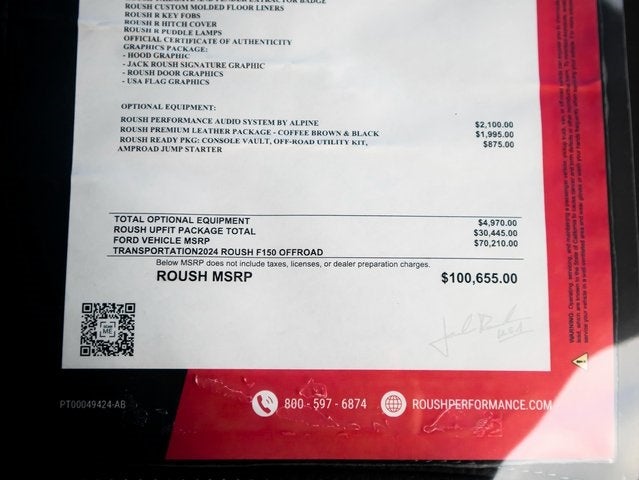 ROUSH CUSTOM MOLDED FLOOR LINERS
ROUSH R KEY FOBS
ROUSH R HITCH COVER
ROUSH R PUDDLE LAMPS
OFFICIAL CERTIFICATE OF AUTHENTICITY
GRAPHICS PACKAGE:
- HOOD GRAPHIC
- JACK ROUSH SIGNATURE GRAPHIC
- ROUSH DOOR GRAPHICS
- USA FLAG GRAPHICS
OPTIONAL EQUIPMENT:
ROUSH PERFORMANCE AUDIO SYSTEM BY ALPINE $2,100.00
ROUSH PREMIUM LEATHER PACKAGE - COFFEE BROWN & BLACK $1,995.00
ROUSH READY PKG: CONSOLE VAULT, OFF-ROAD UTILITY KIT, $875.00
AMPROAD JUMP STARTER
TOTAL OPTIONAL EQUIPMENT $4,970.00
ROUSH UPFIT PACKAGE TOTAL $30,445.00
FORD VEHICLE MSRP $70,210.00
TRANSPORTATION2024 ROUSH F150 OFFROAD
Below MSRP does not include taxes, licenses, or dealer preparation charges.
ROUSH MSRP $100,655.00
PT00049424-AB
800 - 597 - 6874
ROUSHPERFORMANCE.COM